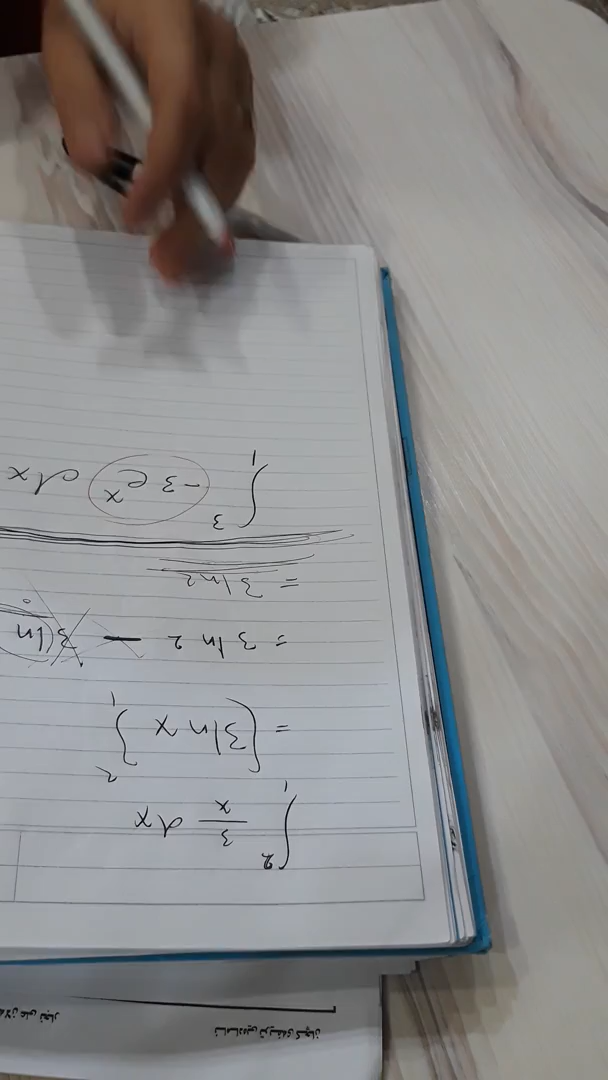 ∫₁² 3/x dx
= [3 ln x]₁²
= 3 ln 2 − 3(ln
= 3 ln 2
∫₁³ −3 eˣ dx